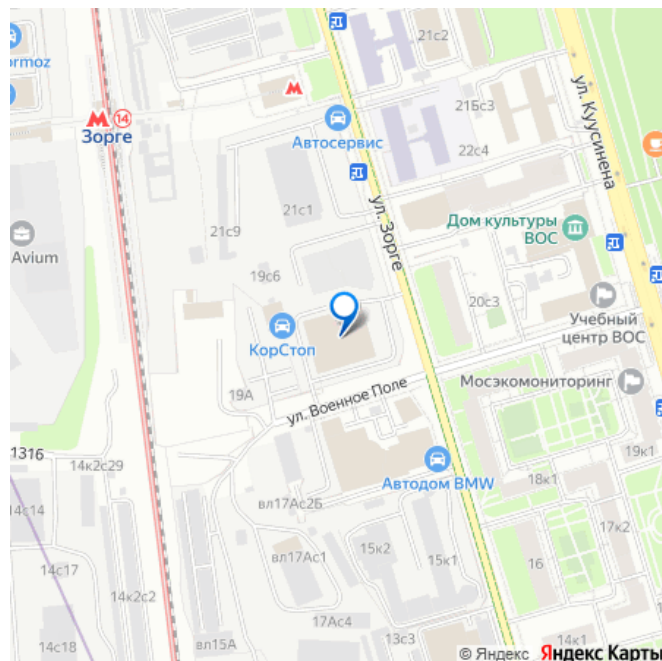 ormoz
21с2
ул. Куусинена
М 14
Зорге
М
Автосервис
21Бс3
22с4
ул. Зорге
21с1
Дом культуры
ВОС
21с9
Avium
19с6
20с3
Учебный
центр ВОС
КорСтоп
Мосэкомониторинг
19А
ул. Военное Поле
19к1
1316
14к2с29
Автодом BMW
18к1
14с14
вл17Ас2Б
17к2
вл17Ас1
15к2
15к1
16
14с17
14к2с2
17Ас4
14с18
вл15А
13с3
14к1
© Яндекс Яндекс Карты